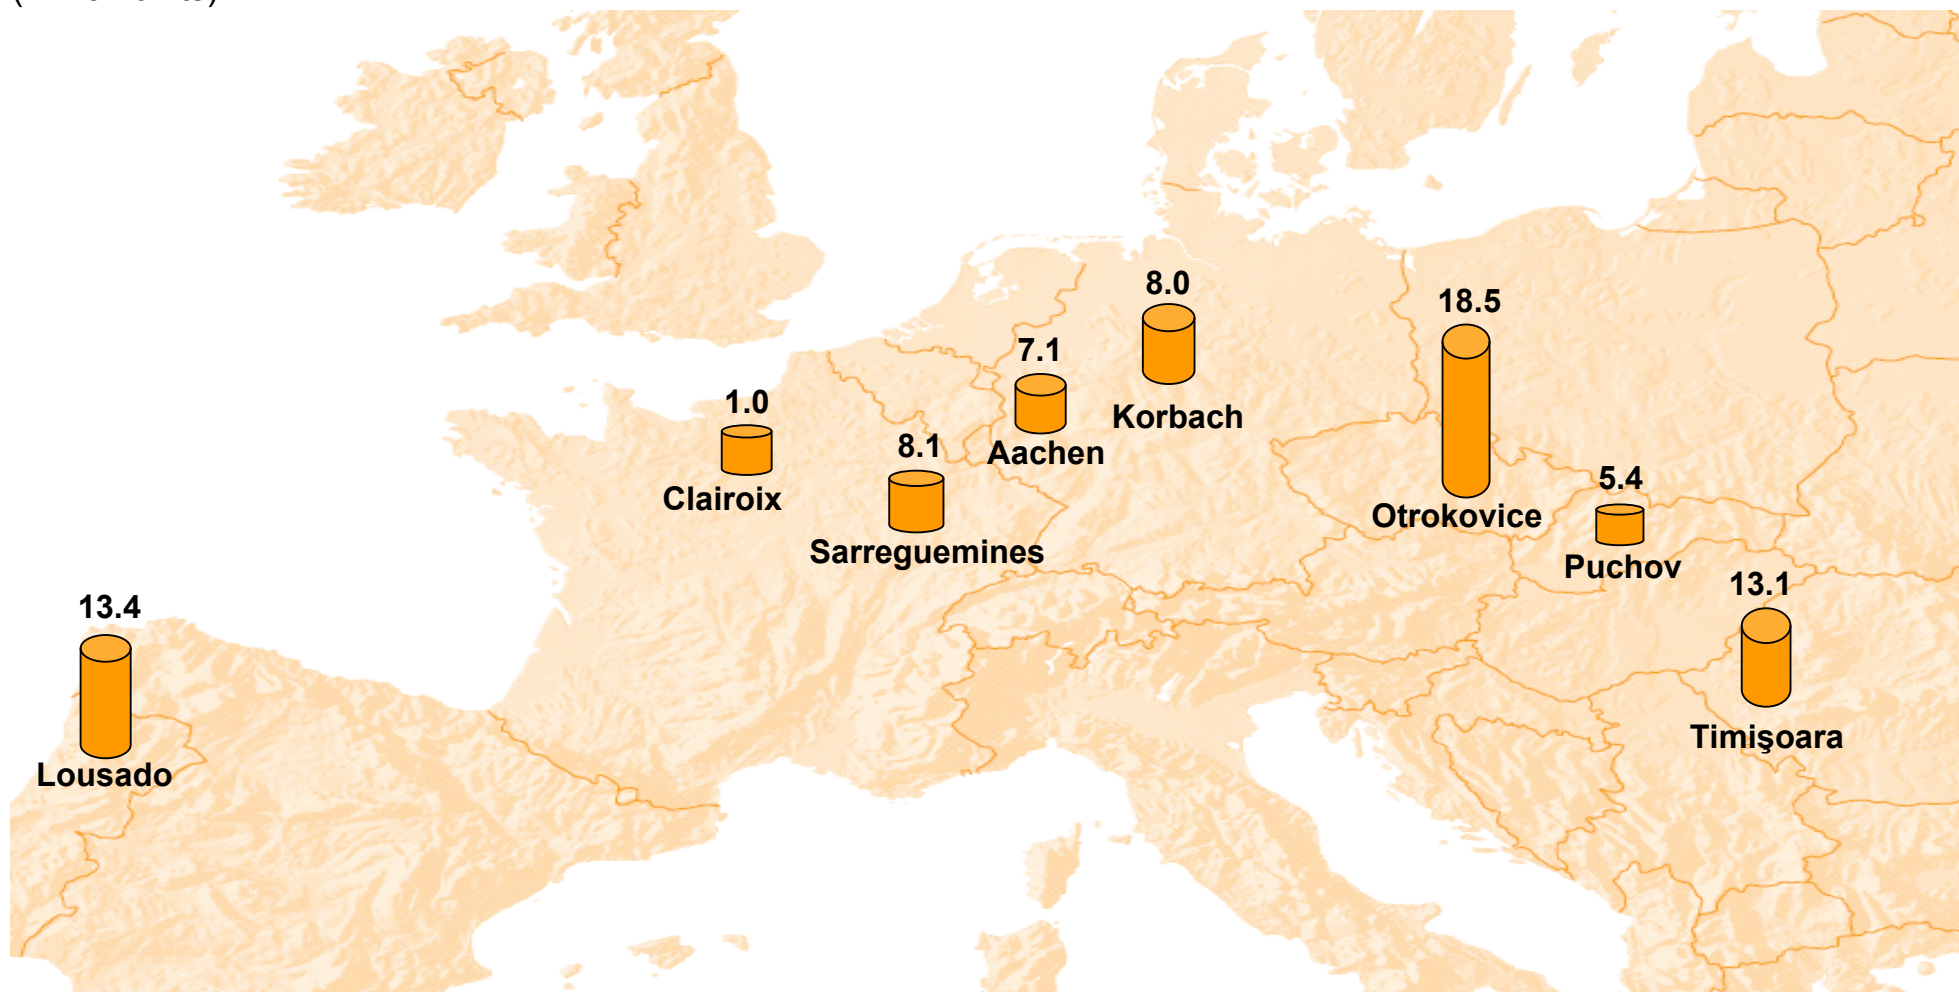 8.0
18.5
7.1
1.0
Korbach
8.1
Aachen
5.4
Clairoix
Otrokovice
Sarreguemines
Puchov
13.1
13.4
Timişoara
Lousado